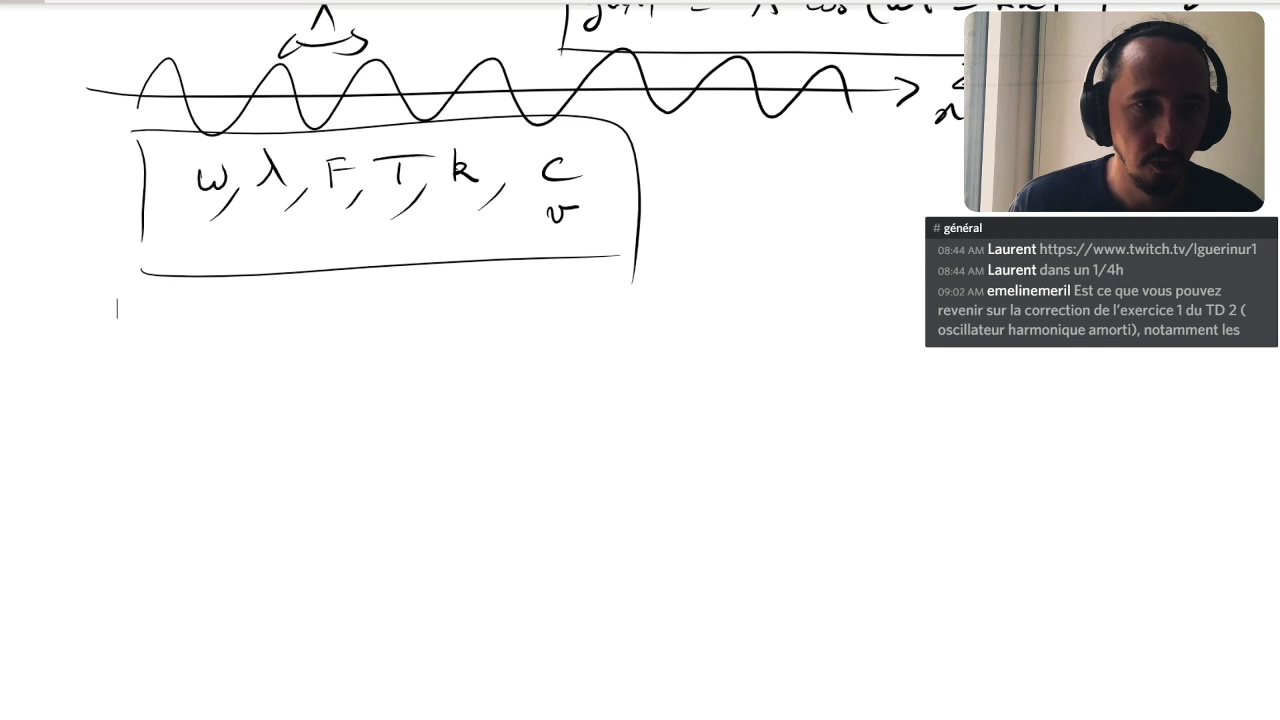 λ
ω, λ, F, T, k, c
v
x
# général
08:44 AM Laurent https://www.twitch.tv/lguerinur1
08:44 AM Laurent dans un 1/4h
09:02 AM emelinemeril Est ce que vous pouvez
revenir sur la correction de l'exercice 1 du TD 2 (
oscillateur harmonique amorti), notamment les